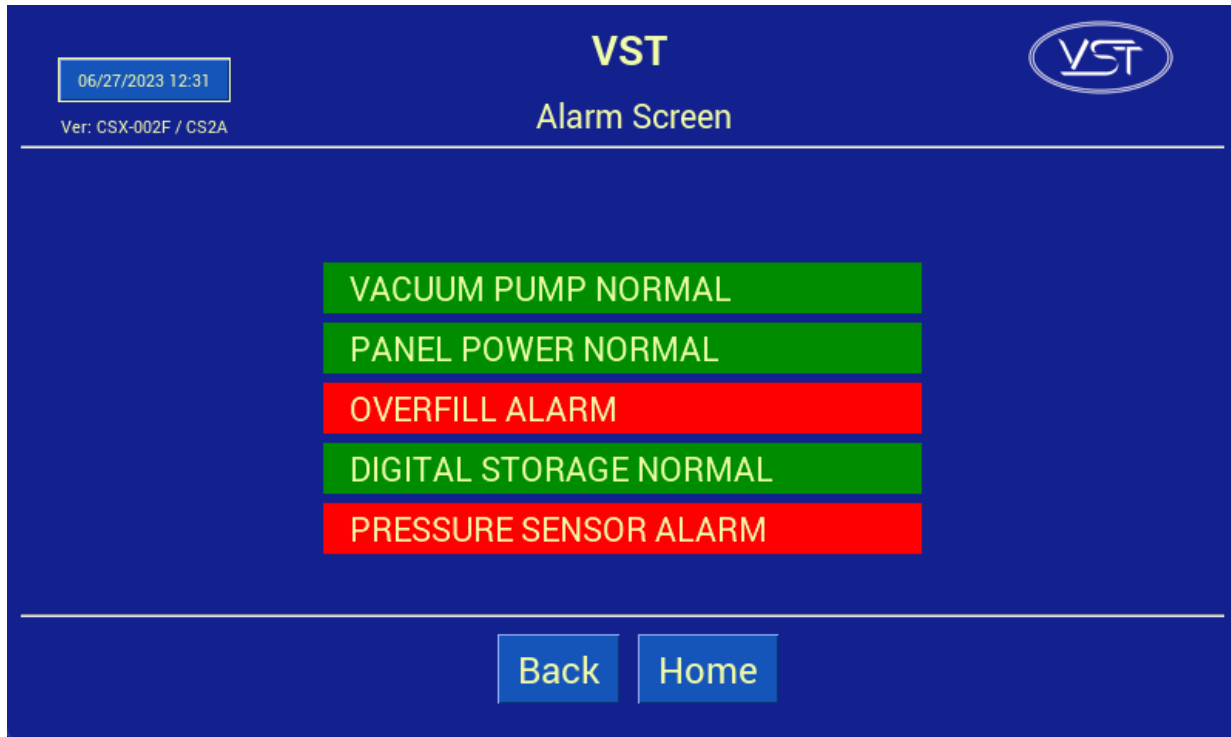 VST
VST
06/27/2023 12:31
Alarm Screen
Ver: CSX-002F / CS2A
VACUUM PUMP NORMAL
PANEL POWER NORMAL
OVERFILL ALARM
DIGITAL STORAGE NORMAL
PRESSURE SENSOR ALARM
Back
Home